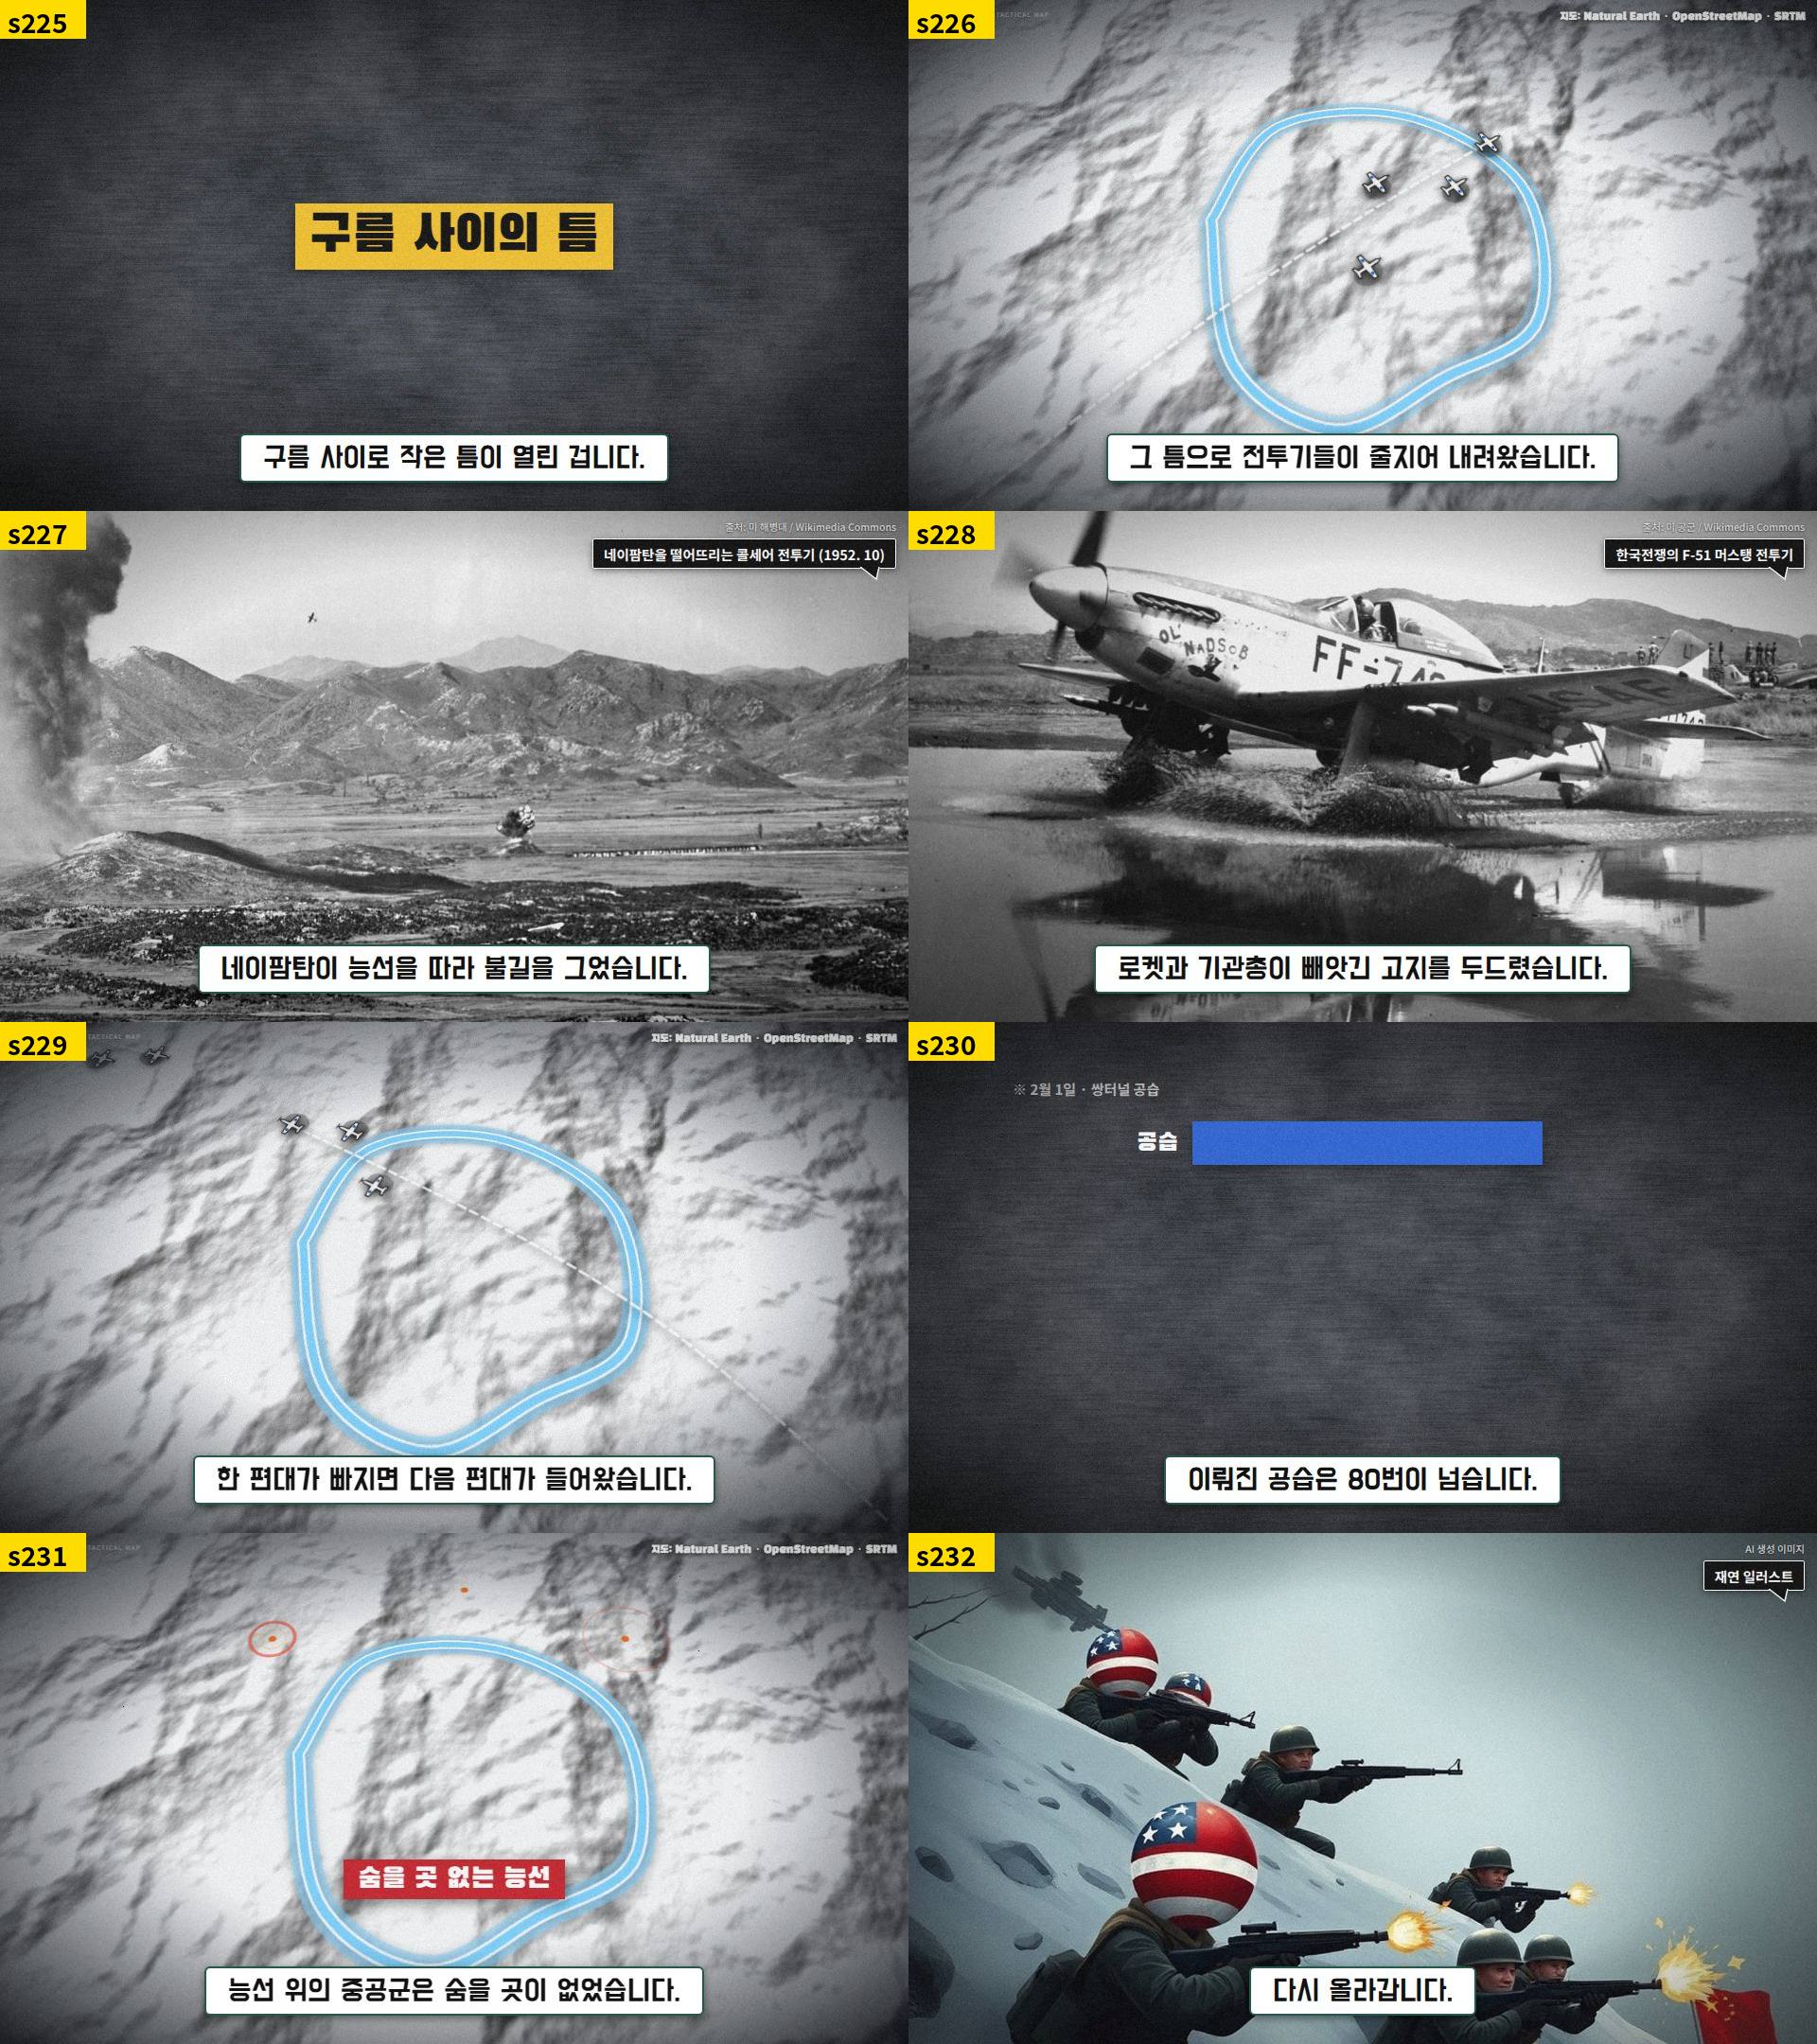 s225
구름 사이의 틈
구름 사이로 작은 틈이 열린 겁니다.
s226
TACTICAL MAP
지도: Natural Earth · OpenStreetMap · SRTM
그 틈으로 전투기들이 줄지어 내려왔습니다.
s227
출처: 미 해병대 / Wikimedia Commons
네이팜탄을 떨어뜨리는 콜세어 전투기 (1952. 10)
네이팜탄이 능선을 따라 불길을 그었습니다.
s228
출처: 미 공군 / Wikimedia Commons
한국전쟁의 F-51 머스탱 전투기
OL'
NADSOB
로켓과 기관총이 빼앗긴 고지를 두드렸습니다.
s229
TACTICAL MAP
지도: Natural Earth · OpenStreetMap · SRTM
한 편대가 빠지면 다음 편대가 들어왔습니다.
s230
※ 2월 1일 · 쌍터널 공습
공습
이뤄진 공습은 80번이 넘습니다.
s231
TACTICAL MAP
지도: Natural Earth · OpenStreetMap · SRTM
숨을 곳 없는 능선
능선 위의 중공군은 숨을 곳이 없었습니다.
s232
AI 생성 이미지
재연 일러스트
다시 올라갑니다.